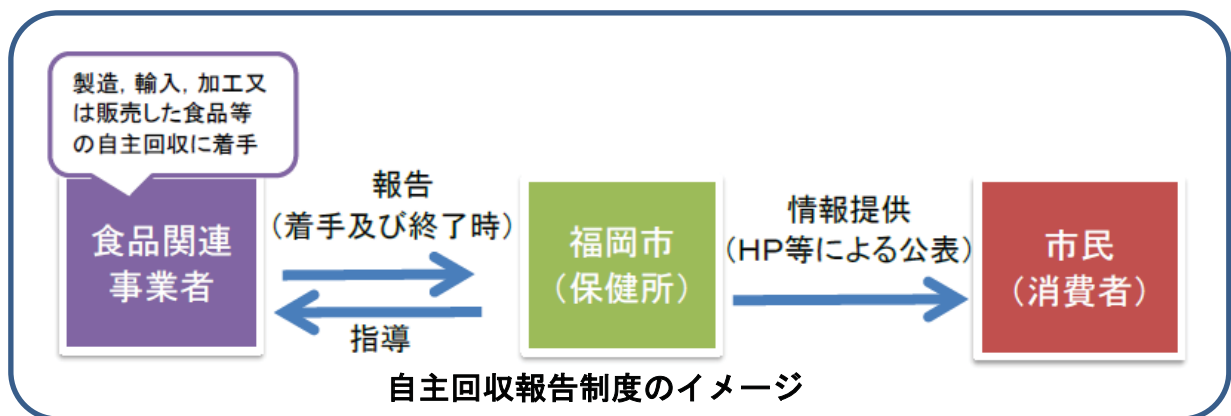 製造，輸入，加工又
は販売した食品等
の自主回収に着手
食品関連
事業者
報告
（着手及び終了時）
指導
福岡市
（保健所）
情報提供
（HP等による公表）
市民
（消費者）
自主回収報告制度のイメージ